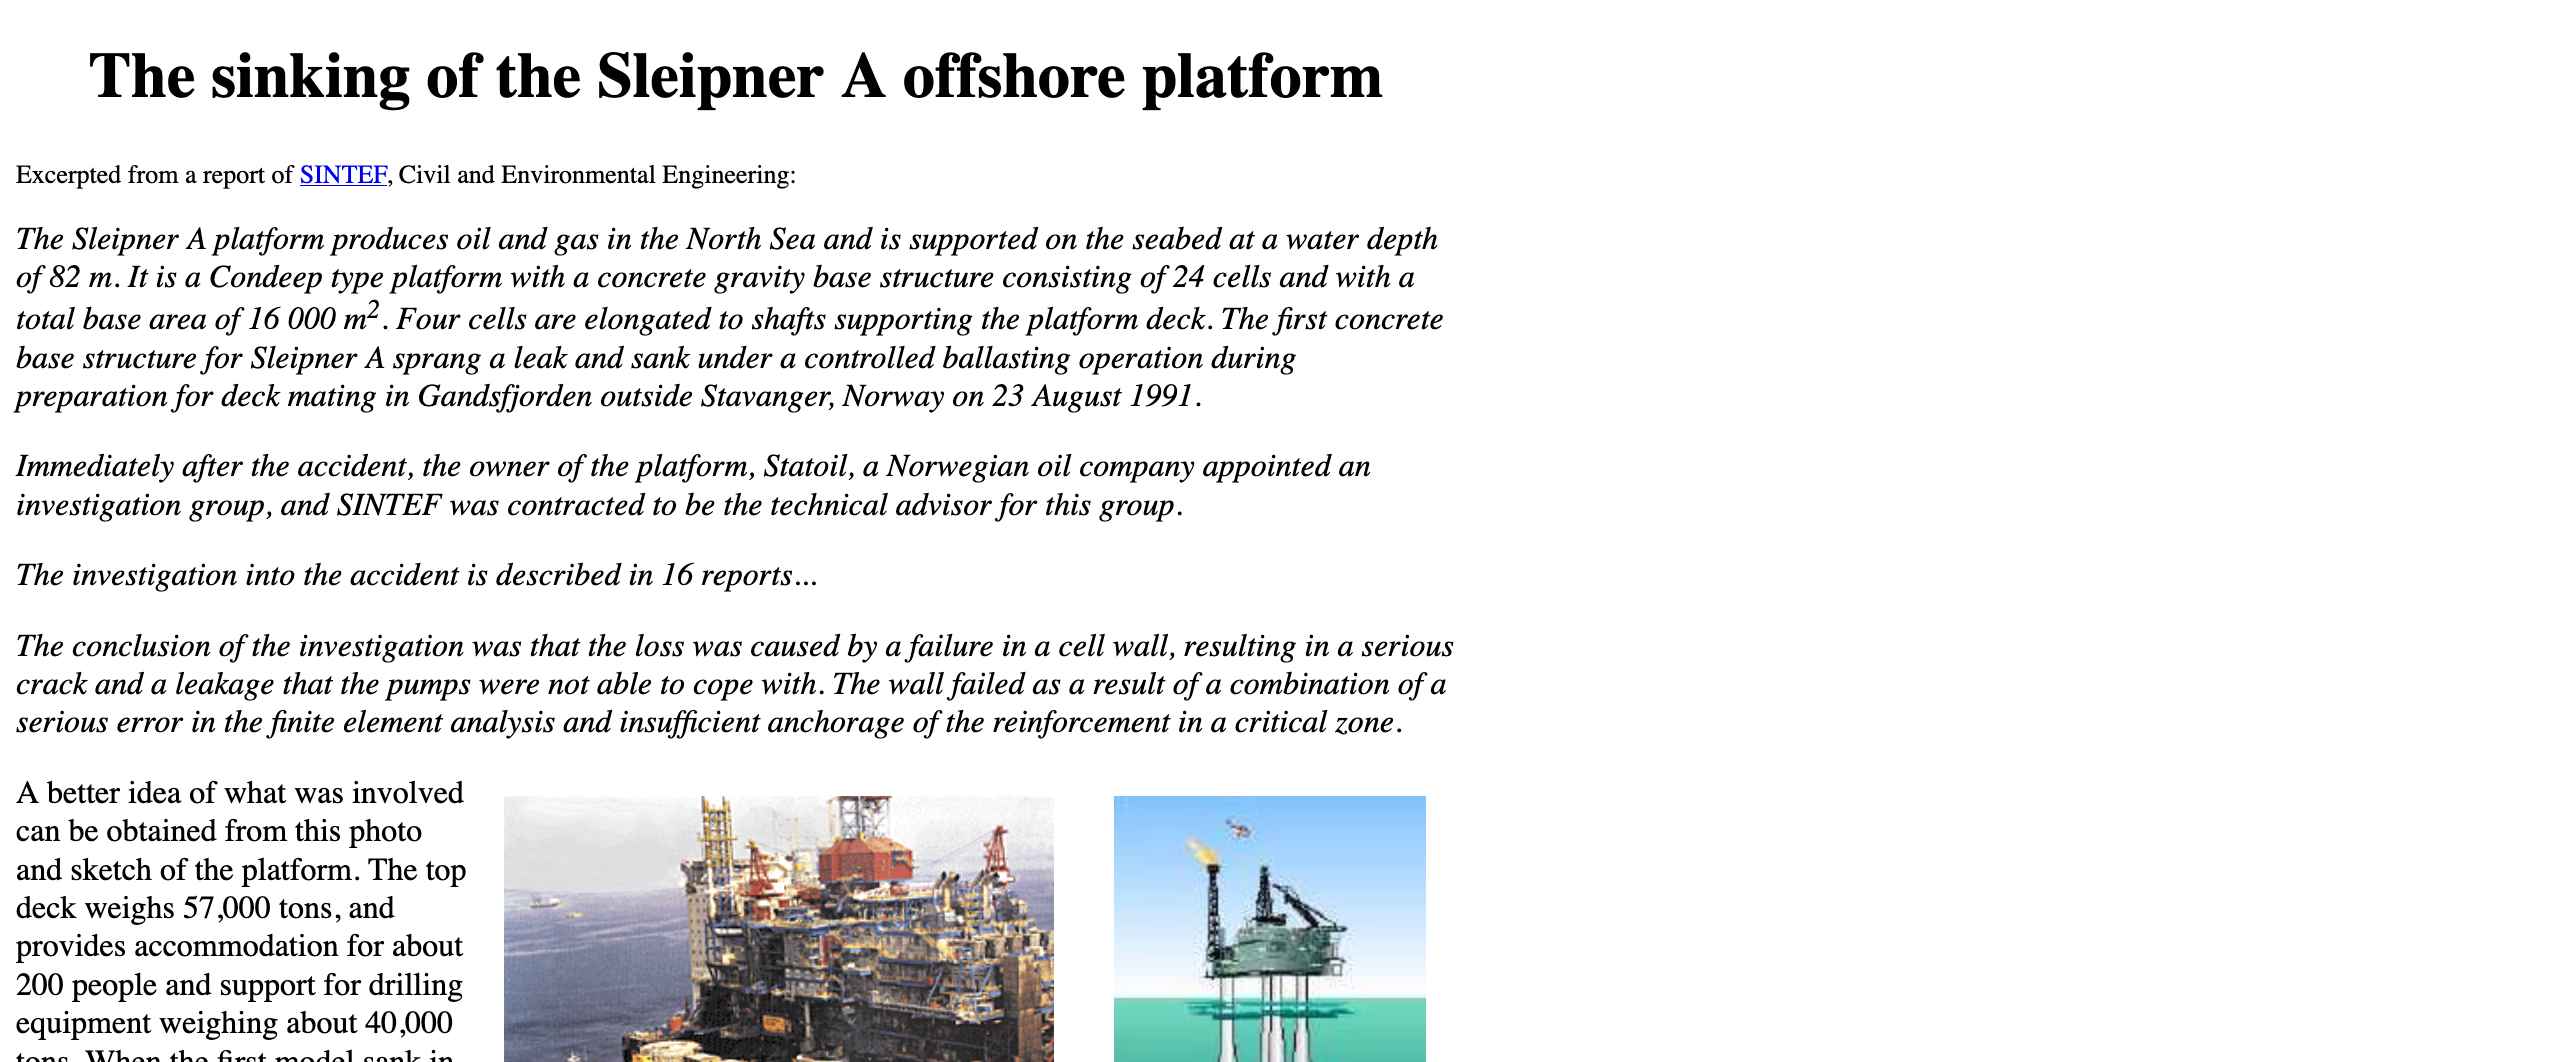 The sinking of the Sleipner A offshore platform
Excerpted from a report of SINTEF, Civil and Environmental Engineering:
The Sleipner A platform produces oil and gas in the North Sea and is supported on the seabed at a water depth
of 82 m. It is a Condeep type platform with a concrete gravity base structure consisting of 24 cells and with a
total base area of 16 000 m². Four cells are elongated to shafts supporting the platform deck. The first concrete
base structure for Sleipner A sprang a leak and sank under a controlled ballasting operation during
preparation for deck mating in Gandsfjorden outside Stavanger, Norway on 23 August 1991.
Immediately after the accident, the owner of the platform, Statoil, a Norwegian oil company appointed an
investigation group, and SINTEF was contracted to be the technical advisor for this group.
The investigation into the accident is described in 16 reports...
The conclusion of the investigation was that the loss was caused by a failure in a cell wall, resulting in a serious
crack and a leakage that the pumps were not able to cope with. The wall failed as a result of a combination of a
serious error in the finite element analysis and insufficient anchorage of the reinforcement in a critical zone.
A better idea of what was involved
can be obtained from this photo
and sketch of the platform. The top
deck weighs 57,000 tons, and
provides accommodation for about
200 people and support for drilling
equipment weighing about 40,000
tons. When the first model sank in